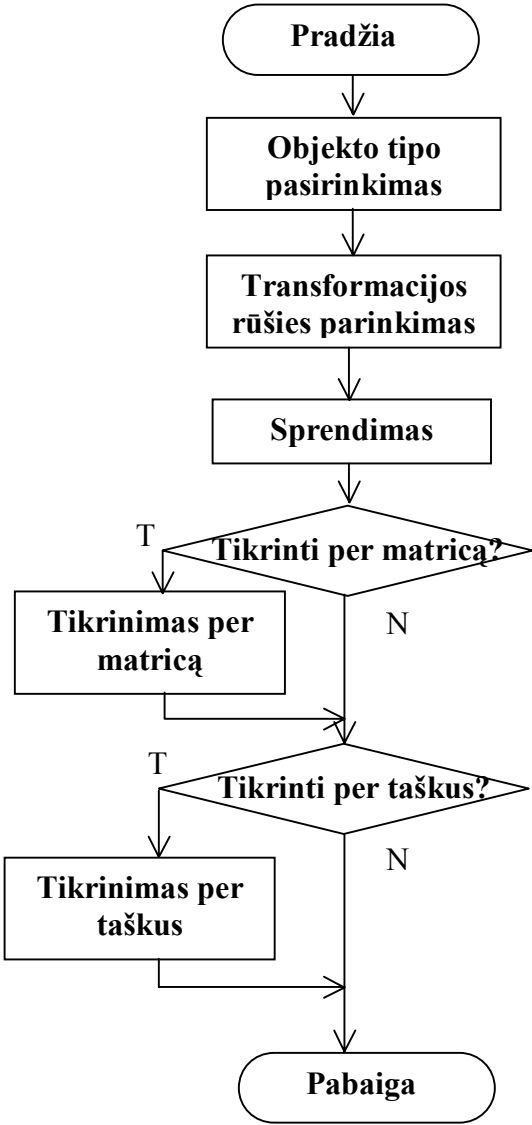 Pradžia
Objekto tipo
pasirinkimas
Transformacijos
rūšies parinkimas
Sprendimas
T
Tikrinti per matricą?
Tikrinimas per
matricą
N
T
Tikrinti per taškus?
N
Tikrinimas per
taškus
Pabaiga